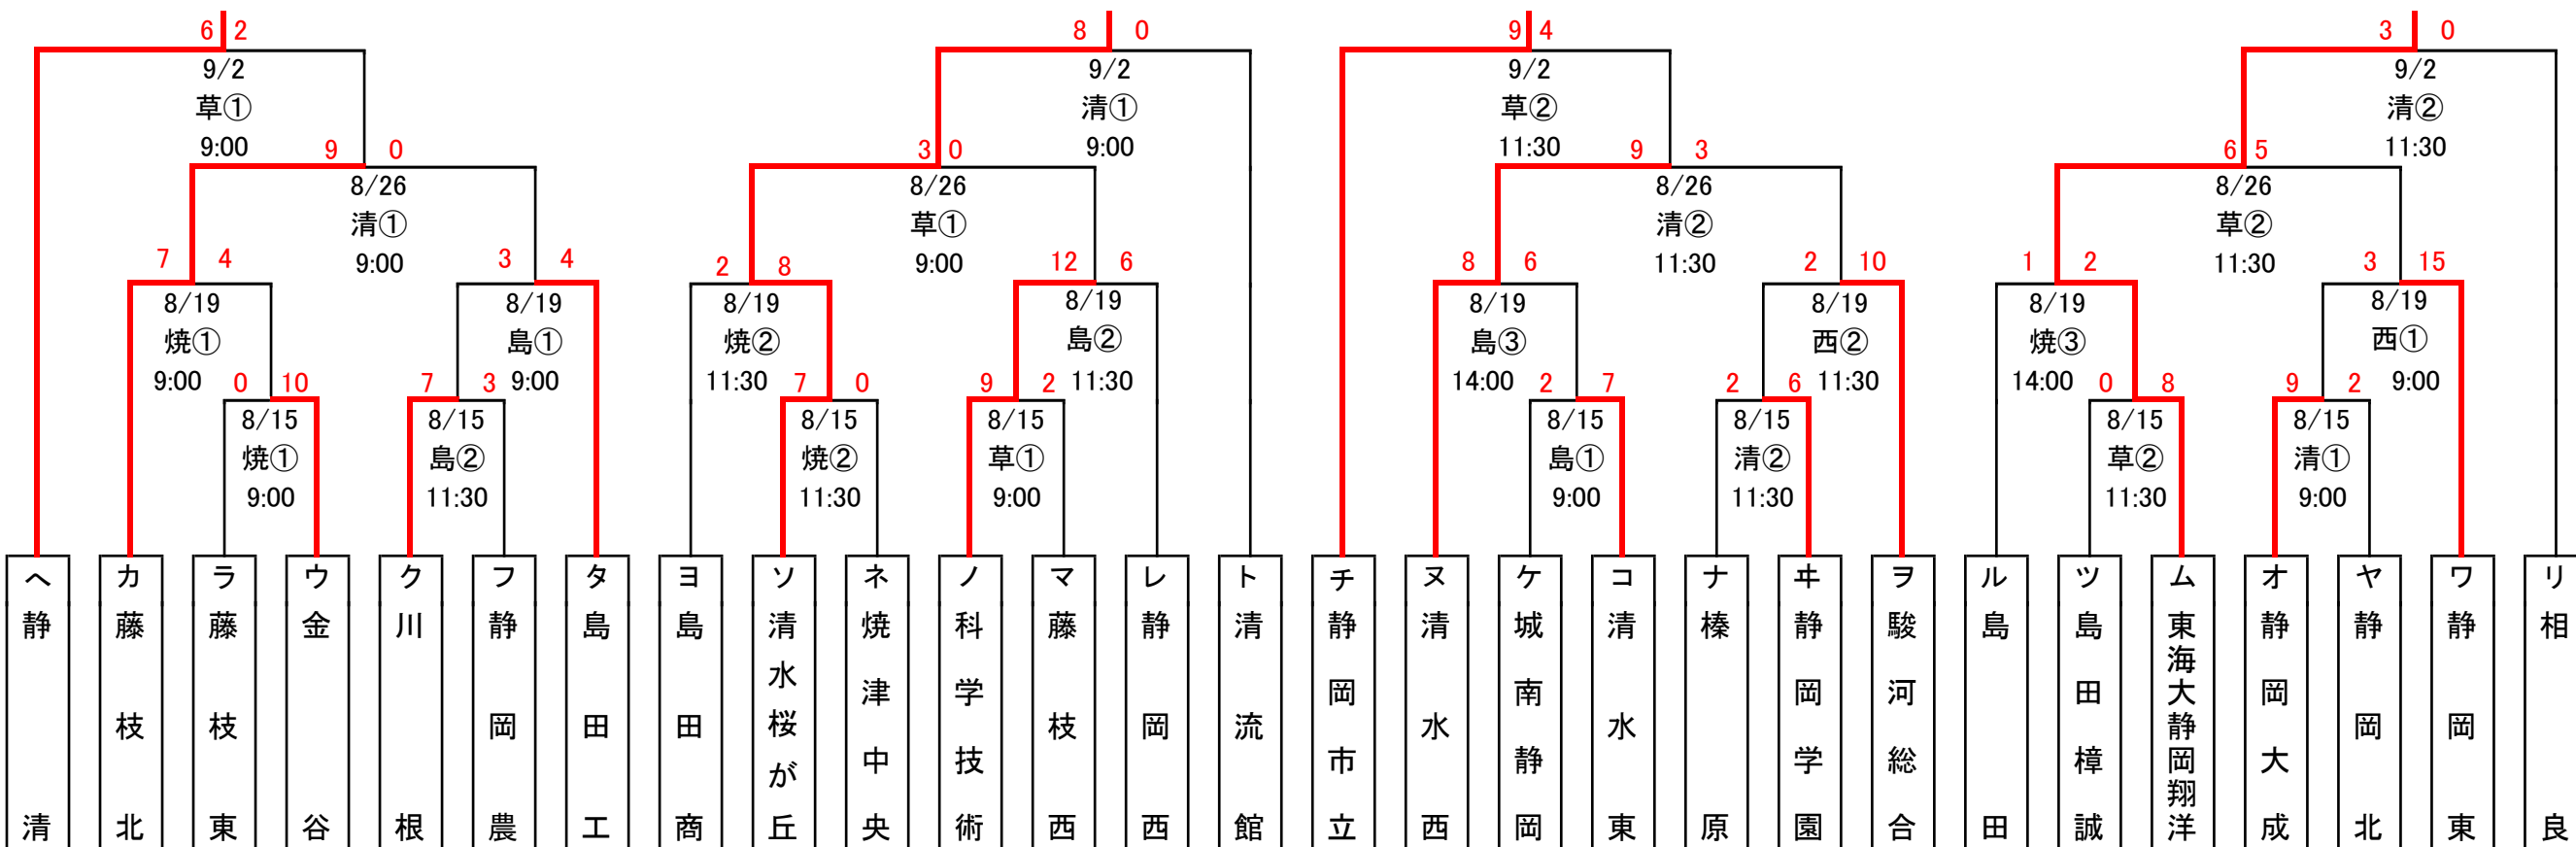 6 2
8 0
9 4
3 0
9/2
草①
9:00
9/2
清①
9:00
9/2
草②
11:30
9/2
清②
11:30
9 0
3 0
9 3
6 5
8/26
清①
9:00
8/26
草①
9:00
8/26
清②
11:30
8/26
草②
11:30
7 4
3 4
2 8
12 6
8 6
2 10
1 2
3 15
8/19
焼①
9:00
8/19
島①
9:00
8/19
焼②
11:30
8/19
島②
11:30
8/19
島③
14:00
8/19
西②
11:30
8/19
焼③
14:00
8/19
西①
9:00
0 10
7 3
7 0
9 2
2 7
2 6
0 8
9 2
8/15
焼①
9:00
8/15
島②
11:30
8/15
焼②
11:30
8/15
草①
9:00
8/15
島①
9:00
8/15
清②
11:30
8/15
草②
11:30
8/15
清①
9:00
ヘ静清
カ藤枝北
ラ藤枝東
ウ金谷
ク川根
フ静岡農
タ島田工
ヨ島田商
ソ清水桜が丘
ネ焼津中央
ノ科学技術
マ藤枝西
レ静岡西
ト清流館
チ静岡市立
ヌ清水西
ケ城南静岡
コ清水東
ナ榛原
ヰ静岡学園
ヲ駿河総合
ル島田
ツ島田樟誠
ム東海大静岡翔洋
オ静岡大成
ヤ静岡北
ワ静岡東
リ相良